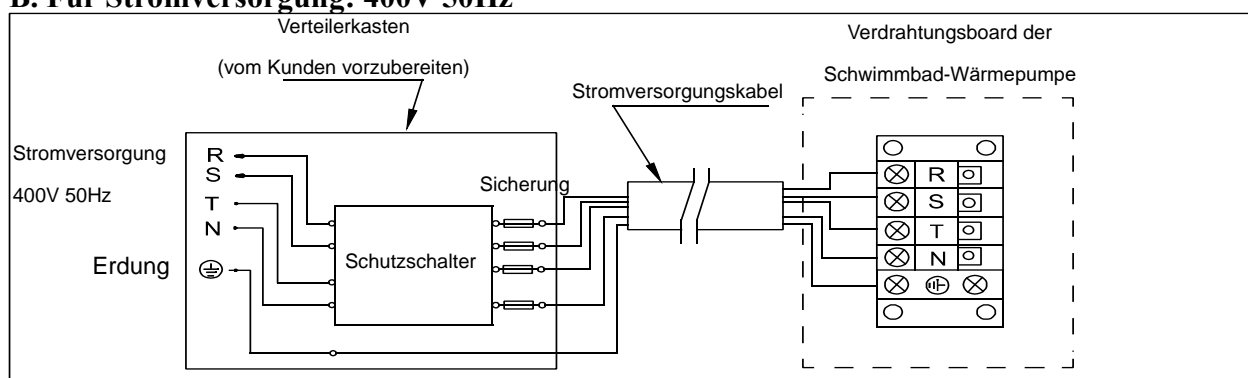 B. Für Stromversorgung: 400V 50Hz
Verteilerkasten
(vom Kunden vorzubereiten)
Verdrahtungsboard der
Schwimmbad-Wärmepumpe
Stromversorgungskabel
Stromversorgung
400V 50Hz
R
S
T
N
Erdung
Schutzschalter
Sicherung
R
S
T
N